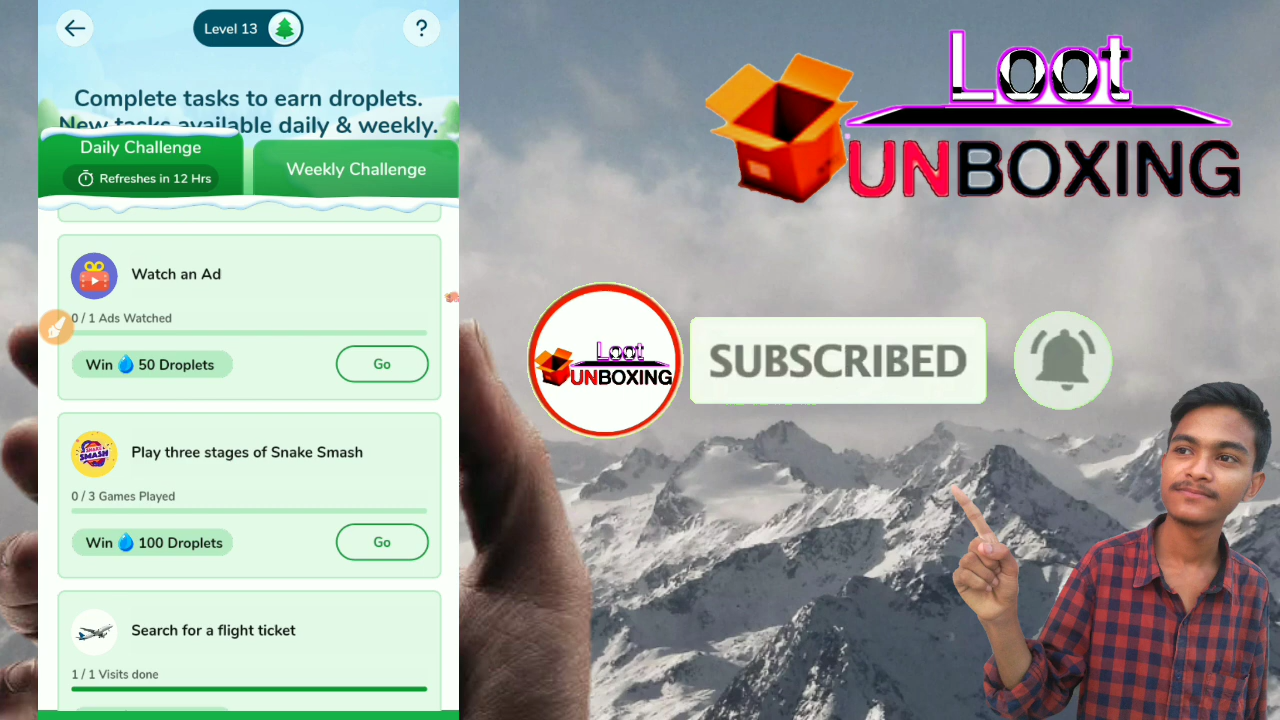 Level 13
?
Complete tasks to earn droplets.
New tasks available daily & weekly.
Daily Challenge
Refreshes in 12 Hrs
Weekly Challenge
Watch an Ad
0 / 1 Ads Watched
Win 50 Droplets
Go
SNAKE SMASH
Play three stages of Snake Smash
0 / 3 Games Played
Win 100 Droplets
Go
Search for a flight ticket
1 / 1 Visits done
Loot
UNBOXING
Loot
UNBOXING
SUBSCRIBED